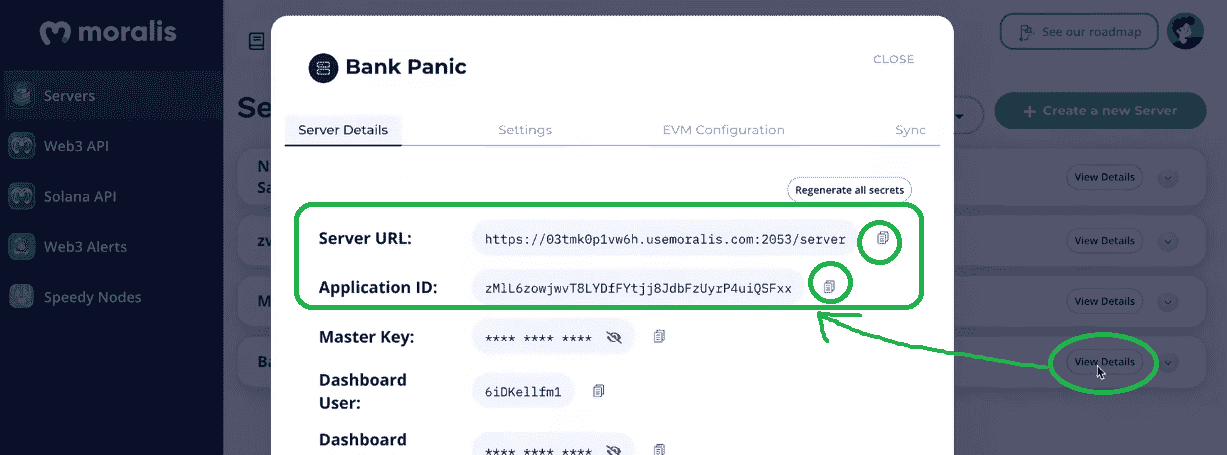 moralis
See our roadmap
Bank Panic
CLOSE
Servers
Se
+ Create a new Server
Server Details
Settings
EVM Configuration
Sync
Web3 API
N
Sa
View Details
Solana API
Regenerate all secrets
Server URL:
https://03tmk0p1vw6h.usemoralis.com:2053/server
zv
View Details
Web3 Alerts
Application ID:
zMlL6zowjwvT8LYDfFYtjj8JdbFzUyrP4uiQSFxx
Speedy Nodes
M
View Details
Master Key:
**** **** ****
Ba
View Details
Dashboard
User:
6iDKellfm1
Dashboard
**** **** ****